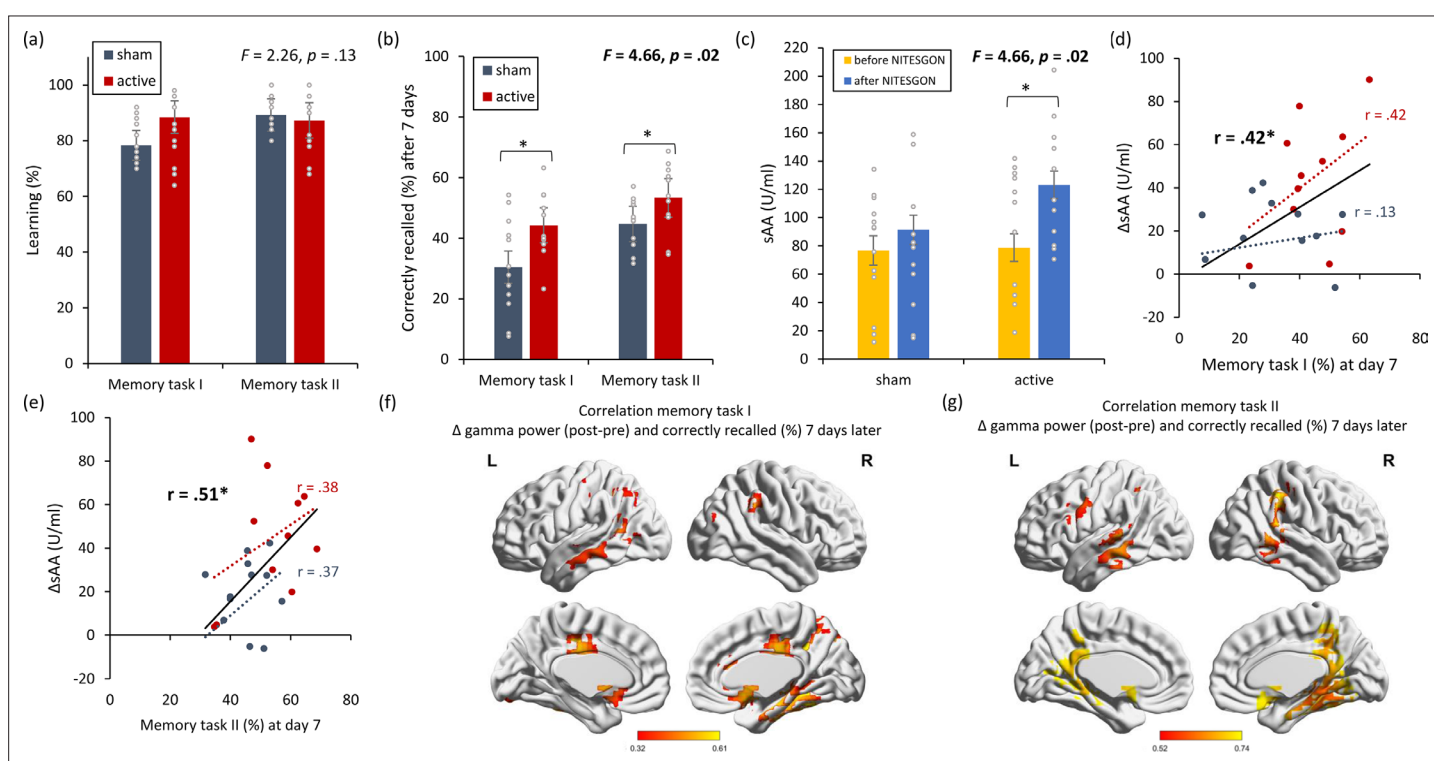 (a)
sham
active
F = 2.26, p = .13
Learning (%)
100
80
60
40
20
0
Memory task I
Memory task II
(b)
sham
active
F = 4.66, p = .02
Correctly recalled (%) after 7 days
100
80
60
40
20
0
*
*
Memory task I
Memory task II
(c)
before NITESGON
after NITESGON
F = 4.66, p = .02
sAA (U/ml)
220
200
180
160
140
120
100
80
60
40
20
0
*
sham
active
(d)
ΔsAA (U/ml)
100
80
60
40
20
0
-20
r = .42*
r = .42
r = .13
0
20
40
60
80
Memory task I (%) at day 7
(e)
ΔsAA (U/ml)
100
80
60
40
20
0
-20
r = .51*
r = .38
r = .37
0
20
40
60
80
Memory task II (%) at day 7
(f)
Correlation memory task I
Δ gamma power (post-pre) and correctly recalled (%) 7 days later
L
R
0.32
0.61
(g)
Correlation memory task II
Δ gamma power (post-pre) and correctly recalled (%) 7 days later
L
R
0.52
0.74